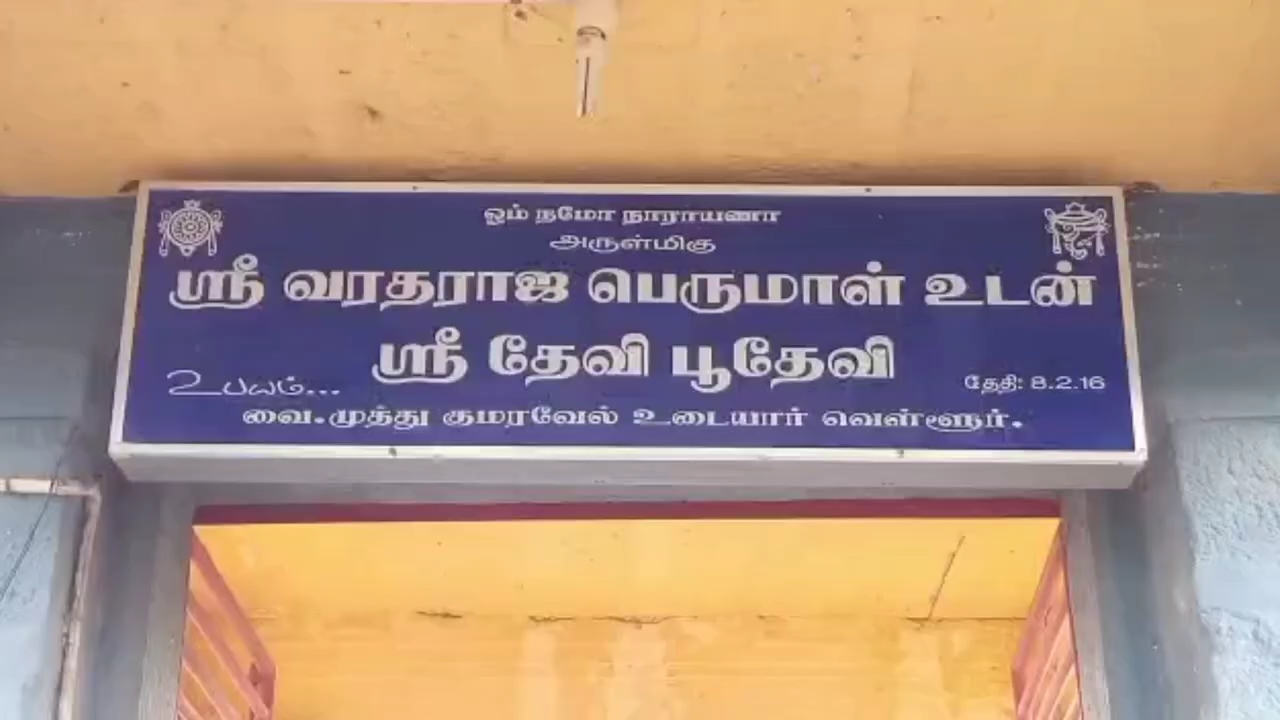 ஓம் நமோ நாராயணா
அருள்மிகு
ஸ்ரீ வரதராஜ பெருமாள் உடன்
ஸ்ரீ தேவி பூதேவி
உபயம்...
தேதி: 8.2.16
வை.முத்து குமரவேல் உடையார் வெள்ளூர்.